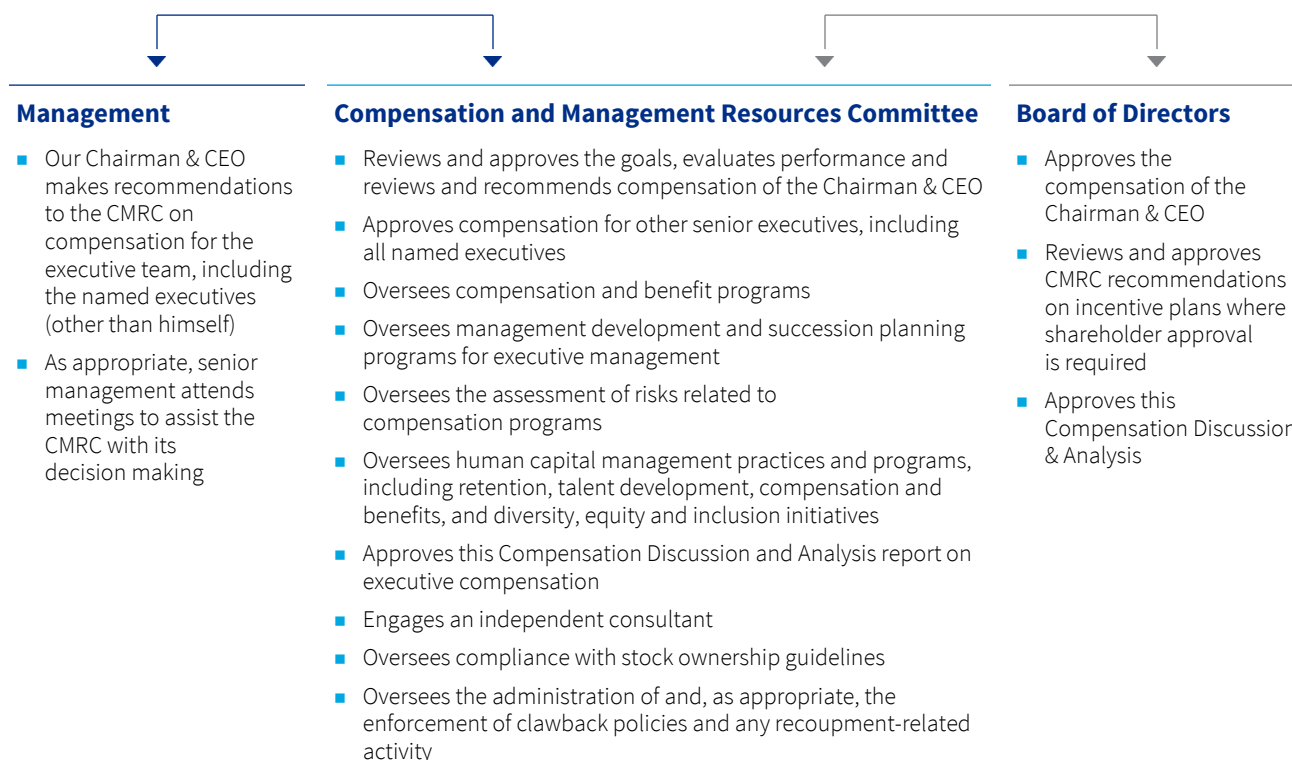 Management
■ Our Chairman & CEO
makes recommendations
to the CMRC on
compensation for the
executive team, including
the named executives
(other than himself)
■ As appropriate, senior
management attends
meetings to assist the
CMRC with its
decision making
Compensation and Management Resources Committee
■ Reviews and approves the goals, evaluates performance and
reviews and recommends compensation of the Chairman & CEO
■ Approves compensation for other senior executives, including
all named executives
■ Oversees compensation and benefit programs
■ Oversees management development and succession planning
programs for executive management
■ Oversees the assessment of risks related to
compensation programs
■ Oversees human capital management practices and programs,
including retention, talent development, compensation and
benefits, and diversity, equity and inclusion initiatives
■ Approves this Compensation Discussion and Analysis report on
executive compensation
■ Engages an independent consultant
■ Oversees compliance with stock ownership guidelines
■ Oversees the administration of and, as appropriate, the
enforcement of clawback policies and any recoupment-related
activity
Board of Directors
■ Approves the
compensation of the
Chairman & CEO
■ Reviews and approves
CMRC recommendations
on incentive plans where
shareholder approval
is required
■ Approves this
Compensation Discussion
& Analysis